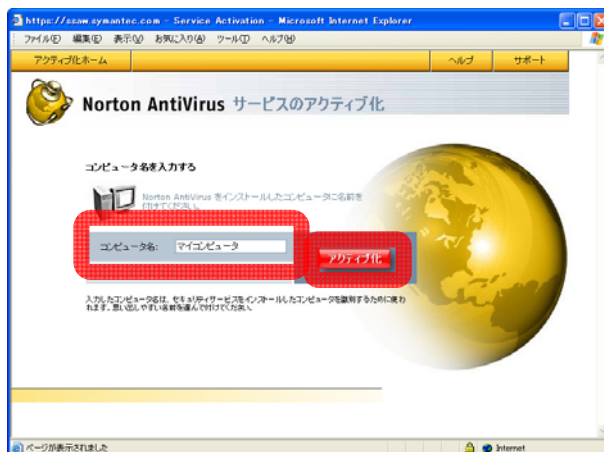 https://ssaw.symantec.com - Service Activation - Microsoft Internet Explorer
ファイル(F) 編集(E) 表示(V) お気に入り(A) ツール(T) ヘルプ(H)
アクティブ化ホーム ヘルプ サポート
Norton AntiVirus サービスのアクティブ化
コンピュータ名を入力する
Norton AntiVirus をインストールしたコンピュータに名前を
付けてください。
コンピュータ名: マイコンピュータ
アクティブ化
入力したコンピュータ名は、セキュリティサービスをインストールしたコンピュータを識別するために使わ
れます。思い出しやすい名前を選んで付けてください。
ページが表示されました Internet